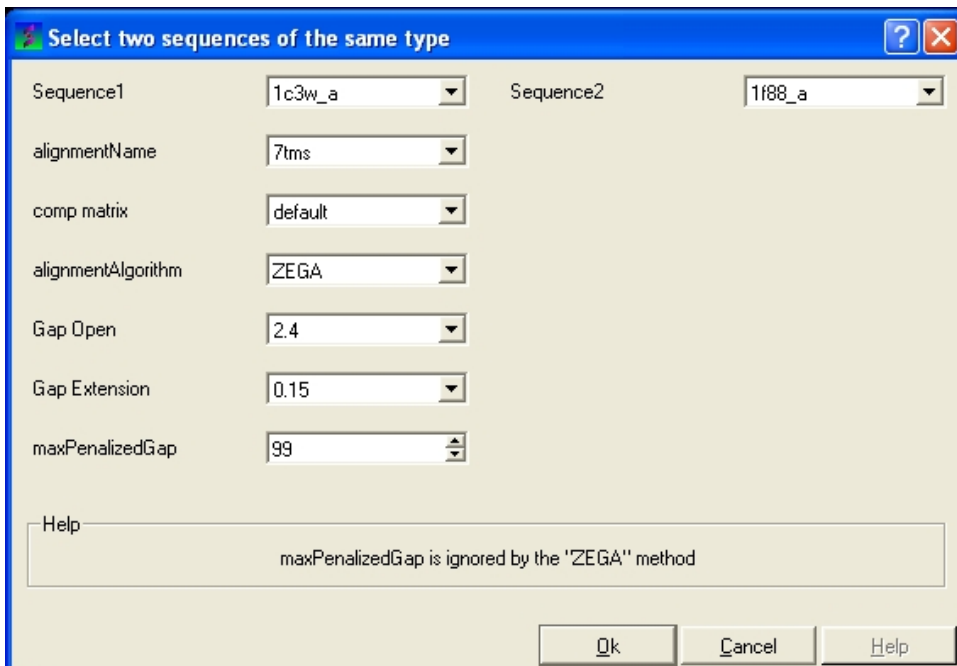 Select two sequences of the same type
Sequence1 1c3w_a Sequence2 1f88_a
alignmentName 7tms
comp matrix default
alignmentAlgorithm ZEGA
Gap Open 2.4
Gap Extension 0.15
maxPenalizedGap 99
Help
maxPenalizedGap is ignored by the "ZEGA" method
Ok Cancel Help